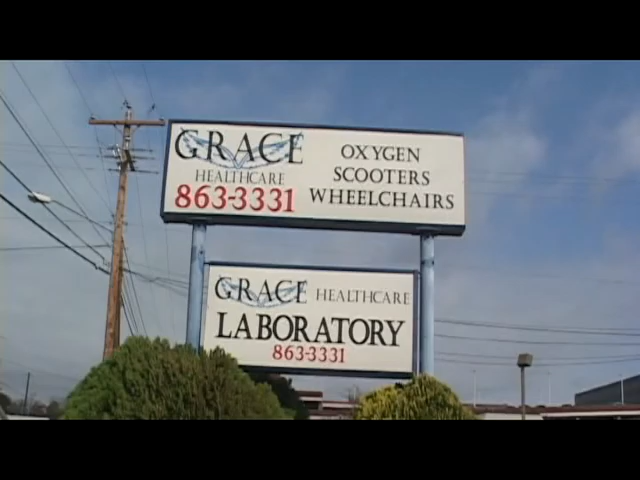 GRACE
HEALTHCARE
863-3331
OXYGEN
SCOOTERS
WHEELCHAIRS
GRACE HEALTHCARE
LABORATORY
863-3331